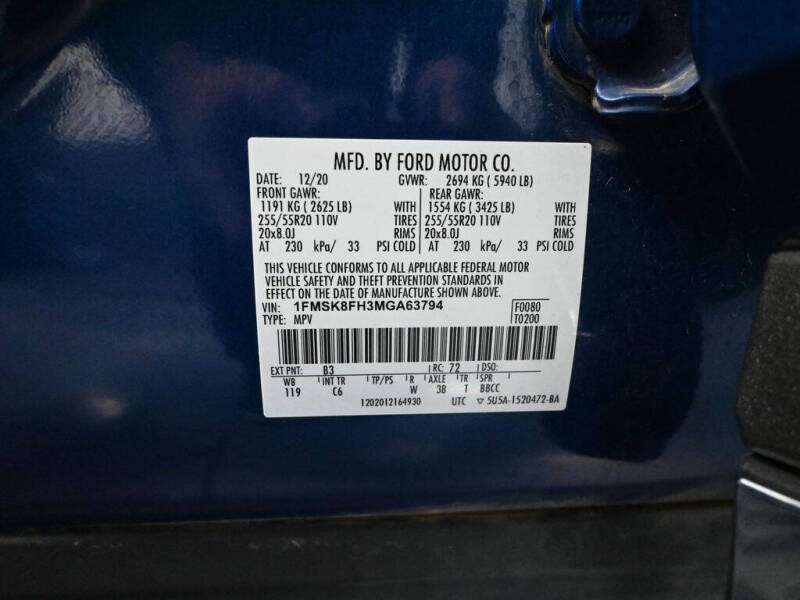 MFD. BY FORD MOTOR CO.
DATE: 12/20 GVWR: 2694 KG ( 5940 LB)
FRONT GAWR: REAR GAWR:
1191 KG ( 2625 LB) WITH 1554 KG ( 3425 LB) WITH
255/55R20 110V TIRES 255/55R20 110V TIRES
20x8.0J RIMS 20x8.0J RIMS
AT 230 kPa/ 33 PSI COLD AT 230 kPa/ 33 PSI COLD
THIS VEHICLE CONFORMS TO ALL APPLICABLE FEDERAL MOTOR
VEHICLE SAFETY AND THEFT PREVENTION STANDARDS IN
EFFECT ON THE DATE OF MANUFACTURE SHOWN ABOVE.
VIN: 1FMSK8FH3MGA63794 F0080
TYPE: MPV T0200
EXT PNT: B3 RC: 72 DSO:
WB INT TR TP/PS R AXLE TR SPR
119 C6 W 3B T BBCC
1202012164930 UTC ▽ 5U5A-1520472-BA